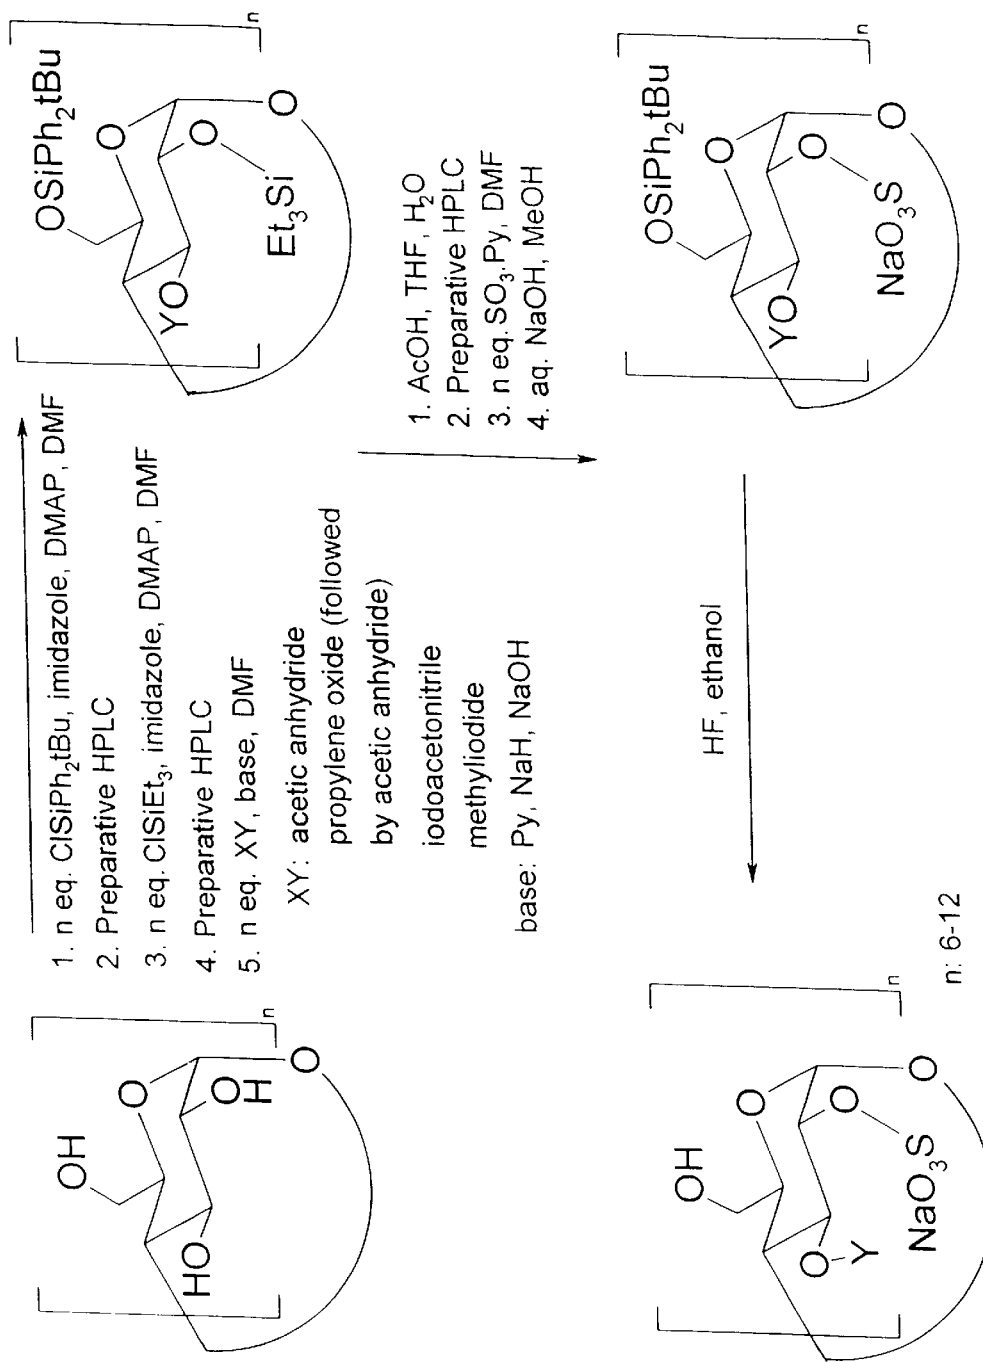 OH
O
HO
O
H
O
n
1. n eq. ClSiPh2tBu, imidazole, DMAP, DMF
2. Preparative HPLC
3. n eq. ClSiEt3, imidazole, DMAP, DMF
4. Preparative HPLC
5. n eq. XY, base, DMF
XY: acetic anhydride
propylene oxide (followed
by acetic anhydride)
iodoacetonitrile
methyliodide
base: Py, NaH, NaOH
OSiPh2tBu
O
YO
O
Et3Si
O
n
1. AcOH, THF, H2O
2. Preparative HPLC
3. n eq. SO3.Py, DMF
4. aq. NaOH, MeOH
OSiPh2tBu
O
YO
O
NaO3S
O
n
HF, ethanol
OH
O
O
Y
O
NaO3S
O
n
n: 6-12